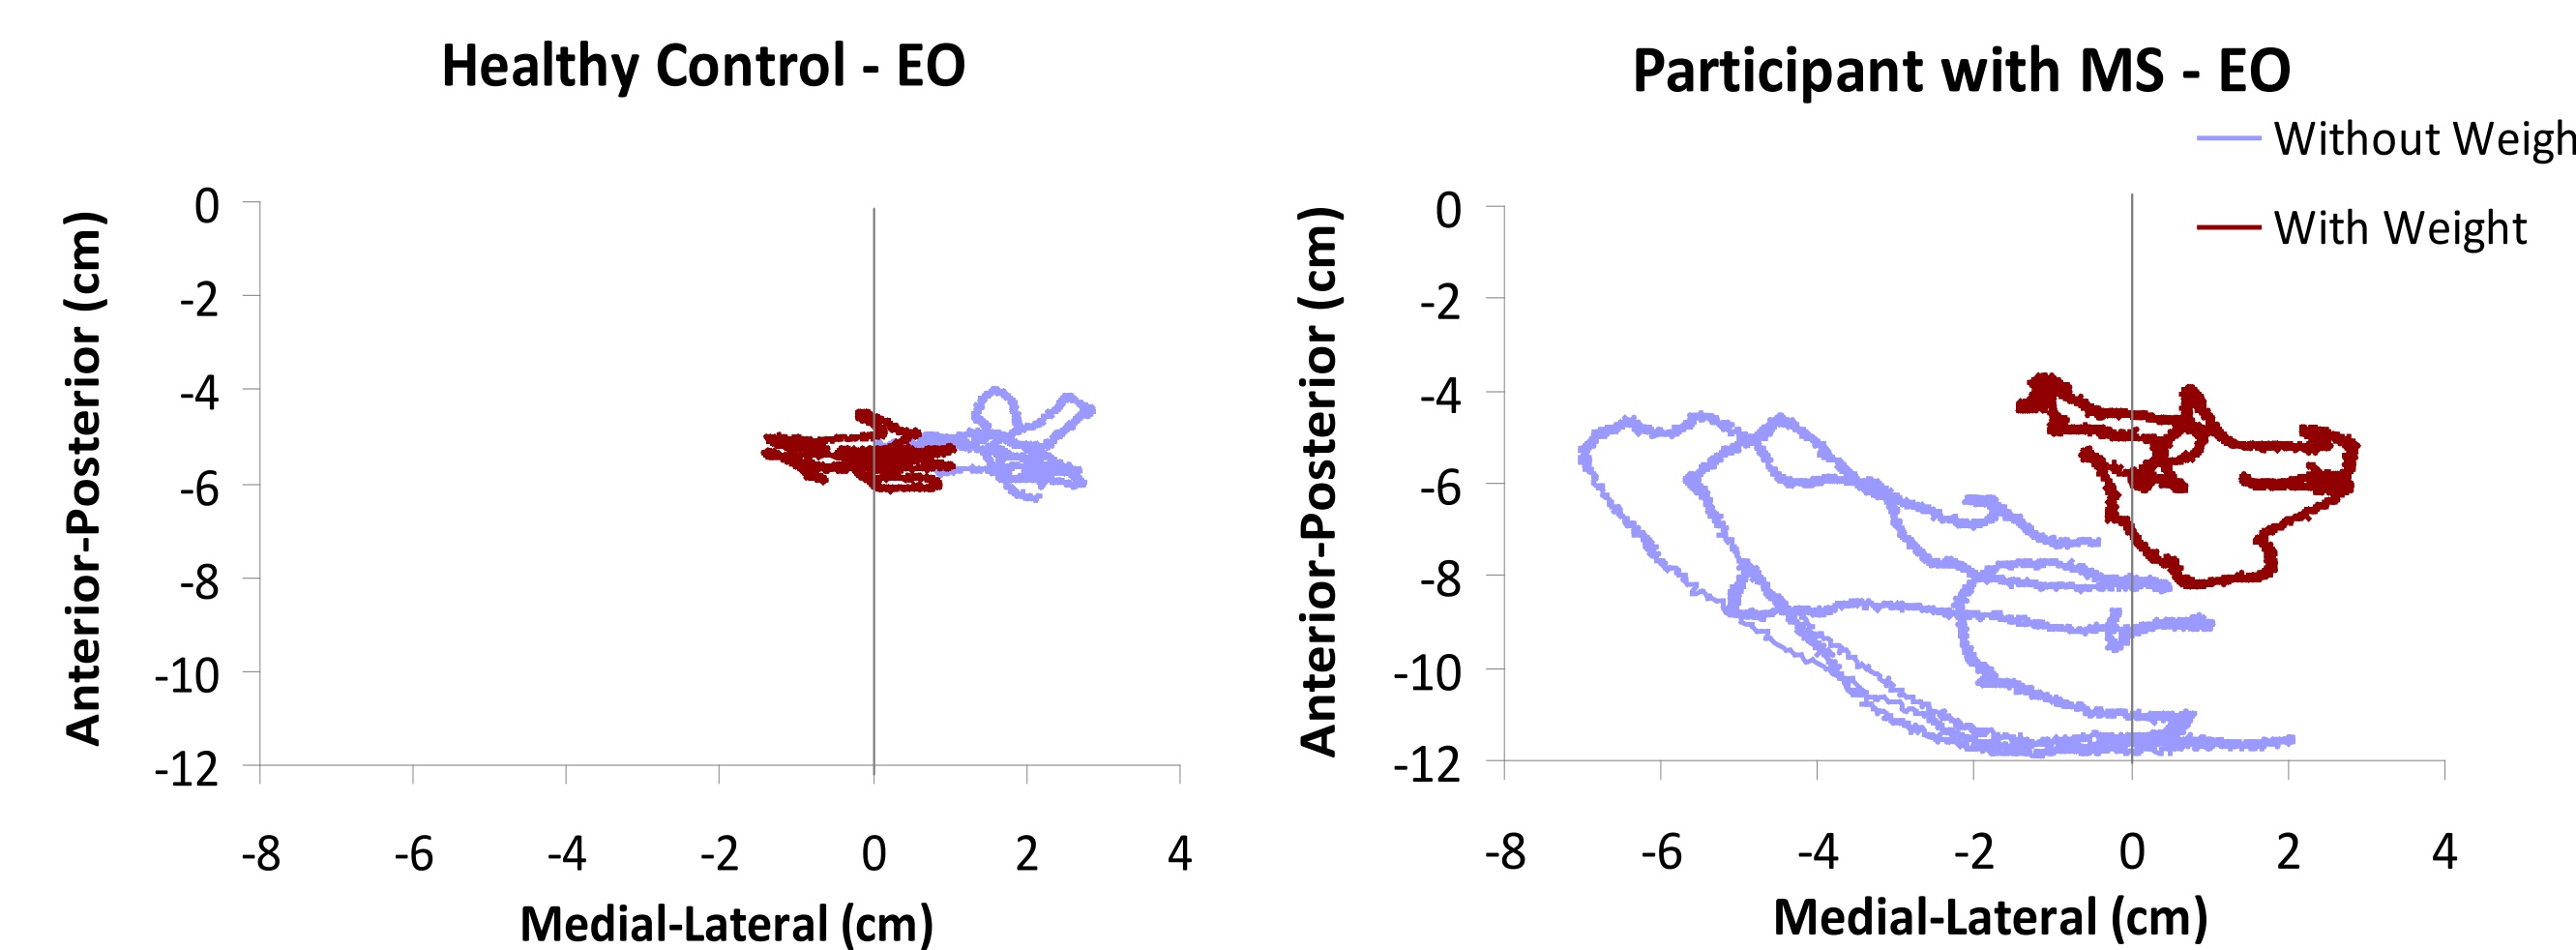 Healthy Control - EO
Anterior-Posterior (cm)
0
-2
-4
-6
-8
-10
-12
-8 -6 -4 -2 0 2 4
Medial-Lateral (cm)
Participant with MS - EO
Without Weigh
With Weight
Anterior-Posterior (cm)
0
-2
-4
-6
-8
-10
-12
-8 -6 -4 -2 0 2 4
Medial-Lateral (cm)